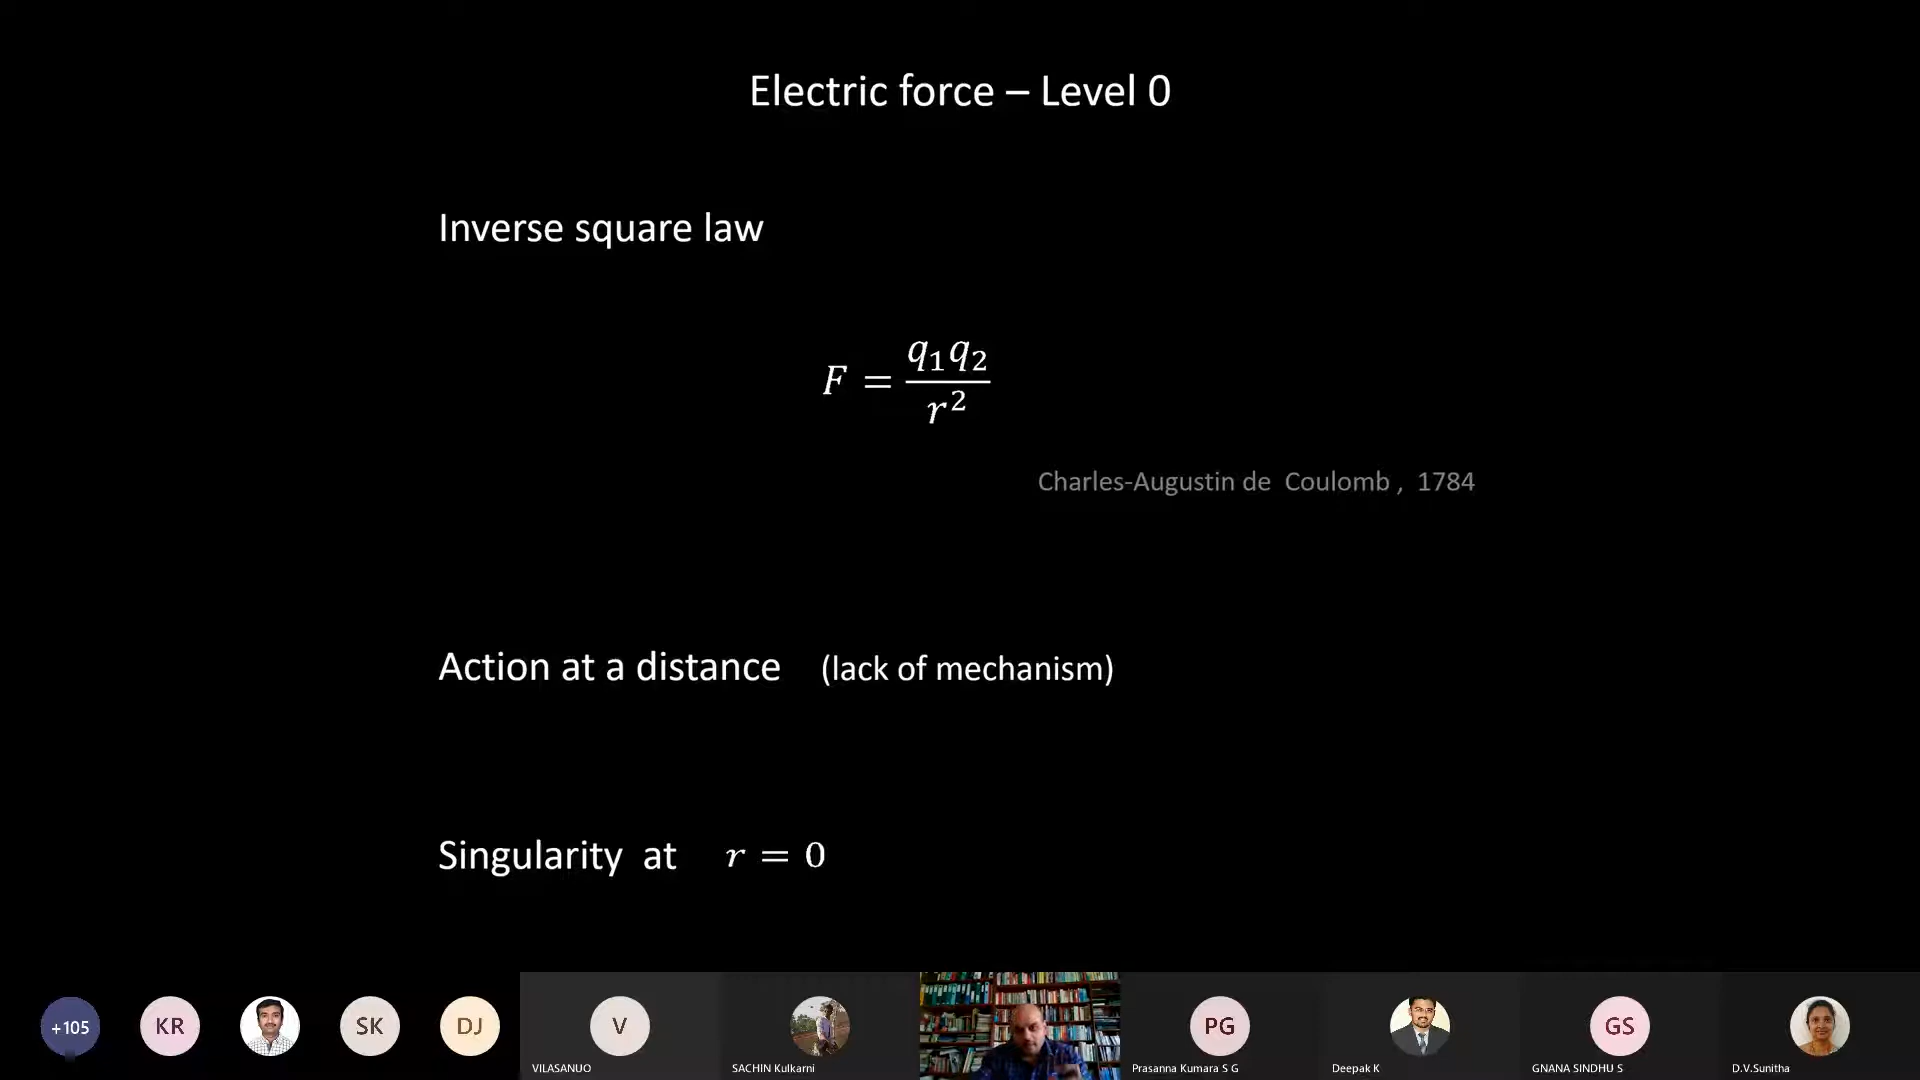 Electric force – Level 0
Inverse square law
F = q₁q₂ / r²
Charles-Augustin de Coulomb , 1784
Action at a distance (lack of mechanism)
Singularity at r = 0
+105 KR SK DJ V PG GS
VILASANUO SACHIN Kulkarni Prasanna Kumara S G Deepak K GNANA SINDHU S D.V.Sunitha